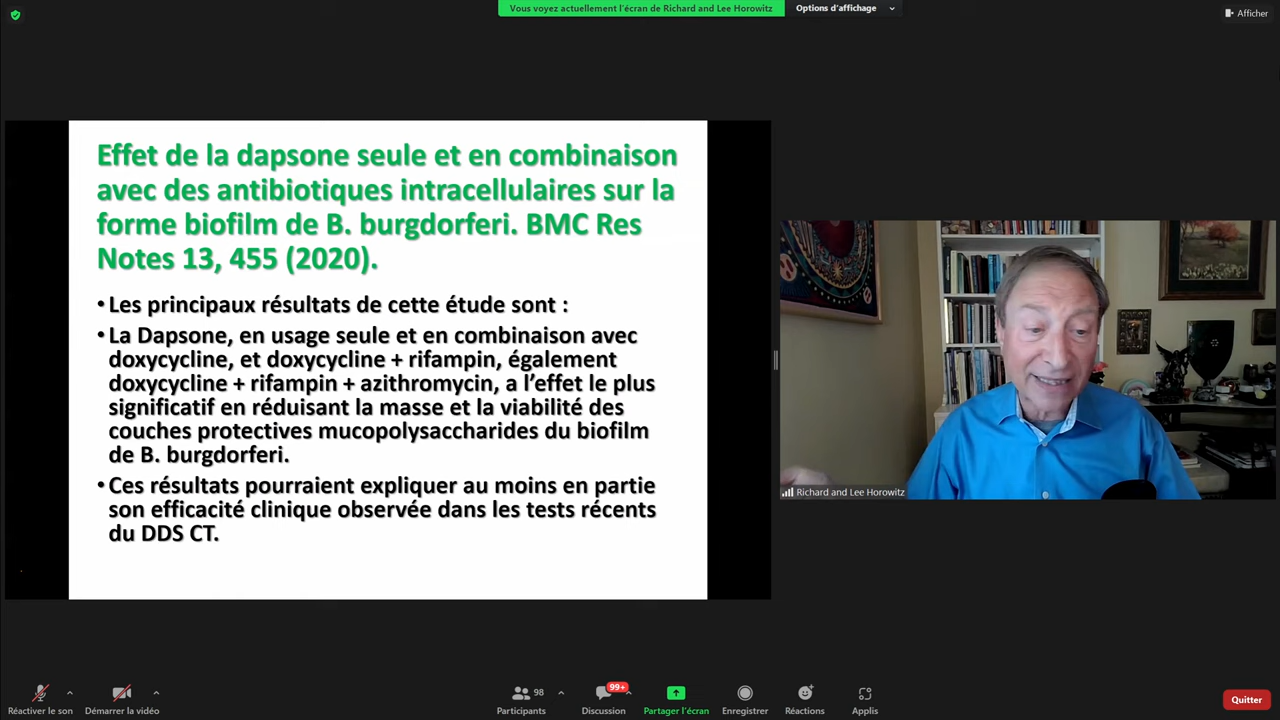 Vous voyez actuellement l'écran de Richard and Lee Horowitz
Options d'affichage
Afficher
Effet de la dapsone seule et en combinaison
avec des antibiotiques intracellulaires sur la
forme biofilm de B. burgdorferi. BMC Res
Notes 13, 455 (2020).
• Les principaux résultats de cette étude sont :
• La Dapsone, en usage seule et en combinaison avec
doxycycline, et doxycycline + rifampin, également
doxycycline + rifampin + azithromycin, a l’effet le plus
significatif en réduisant la masse et la viabilité des
couches protectives mucopolysaccharides du biofilm
de B. burgdorferi.
• Ces résultats pourraient expliquer au moins en partie
son efficacité clinique observée dans les tests récents
du DDS CT.
Richard and Lee Horowitz
Réactiver le son
Démarrer la vidéo
98
Participants
99+
Discussion
Partager l'écran
Enregistrer
Réactions
Applis
Quitter